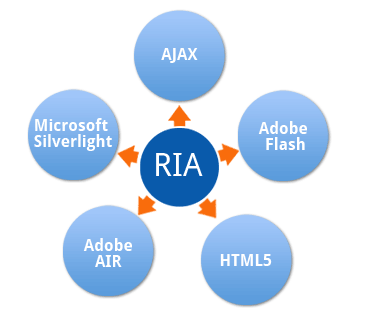 AJAX
Microsoft
Silverlight
Adobe
Flash
RIA
Adobe
AIR
HTML5